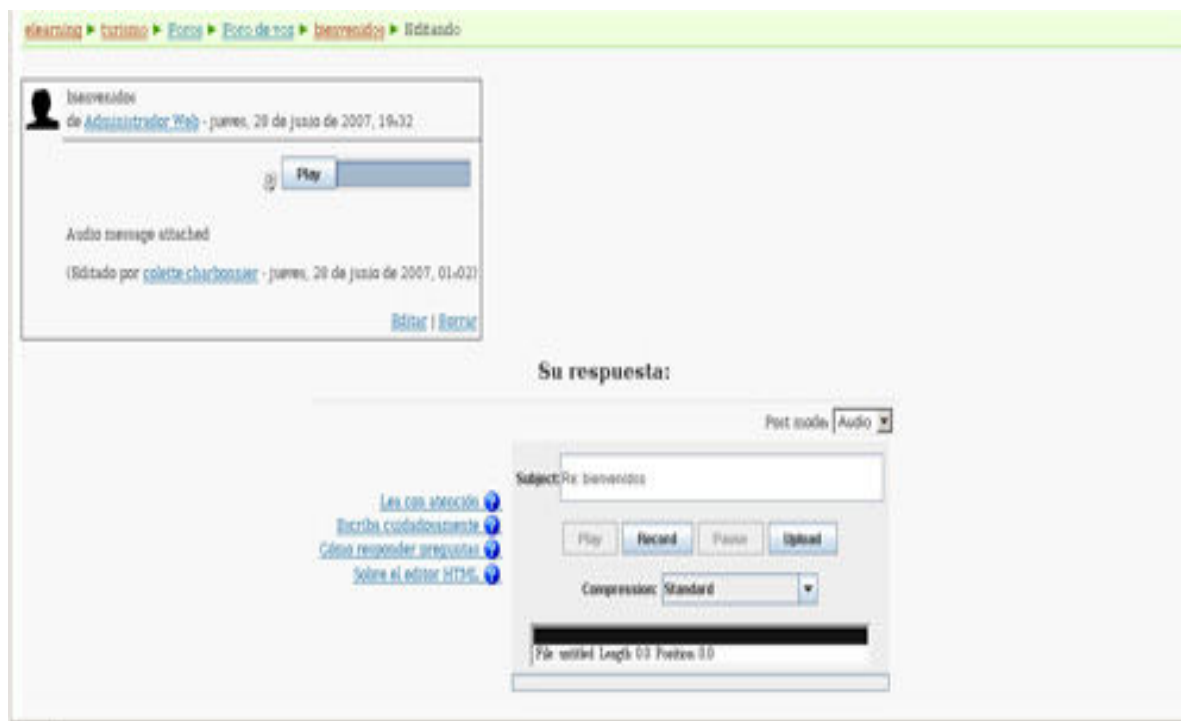 elearning ► turismo ► Foros ► Foro de voz ► bienvenidos ► Editando
bienvenidos
de Administrador Web - jueves, 28 de junio de 2007, 19:32
Play
Audio message attached
(Editado por colette charbonnier - jueves, 28 de junio de 2007, 01:02)
Editar | Borrar
Su respuesta:
Post mode: Audio
Subject: Re: bienvenidos
Lea con atención
Escriba cuidadosamente
Cómo responder preguntas
Sobre el editor HTML
Play Record Pause Upload
Compression: Standard
File: untitled Length: 0.0 Position: 0.0